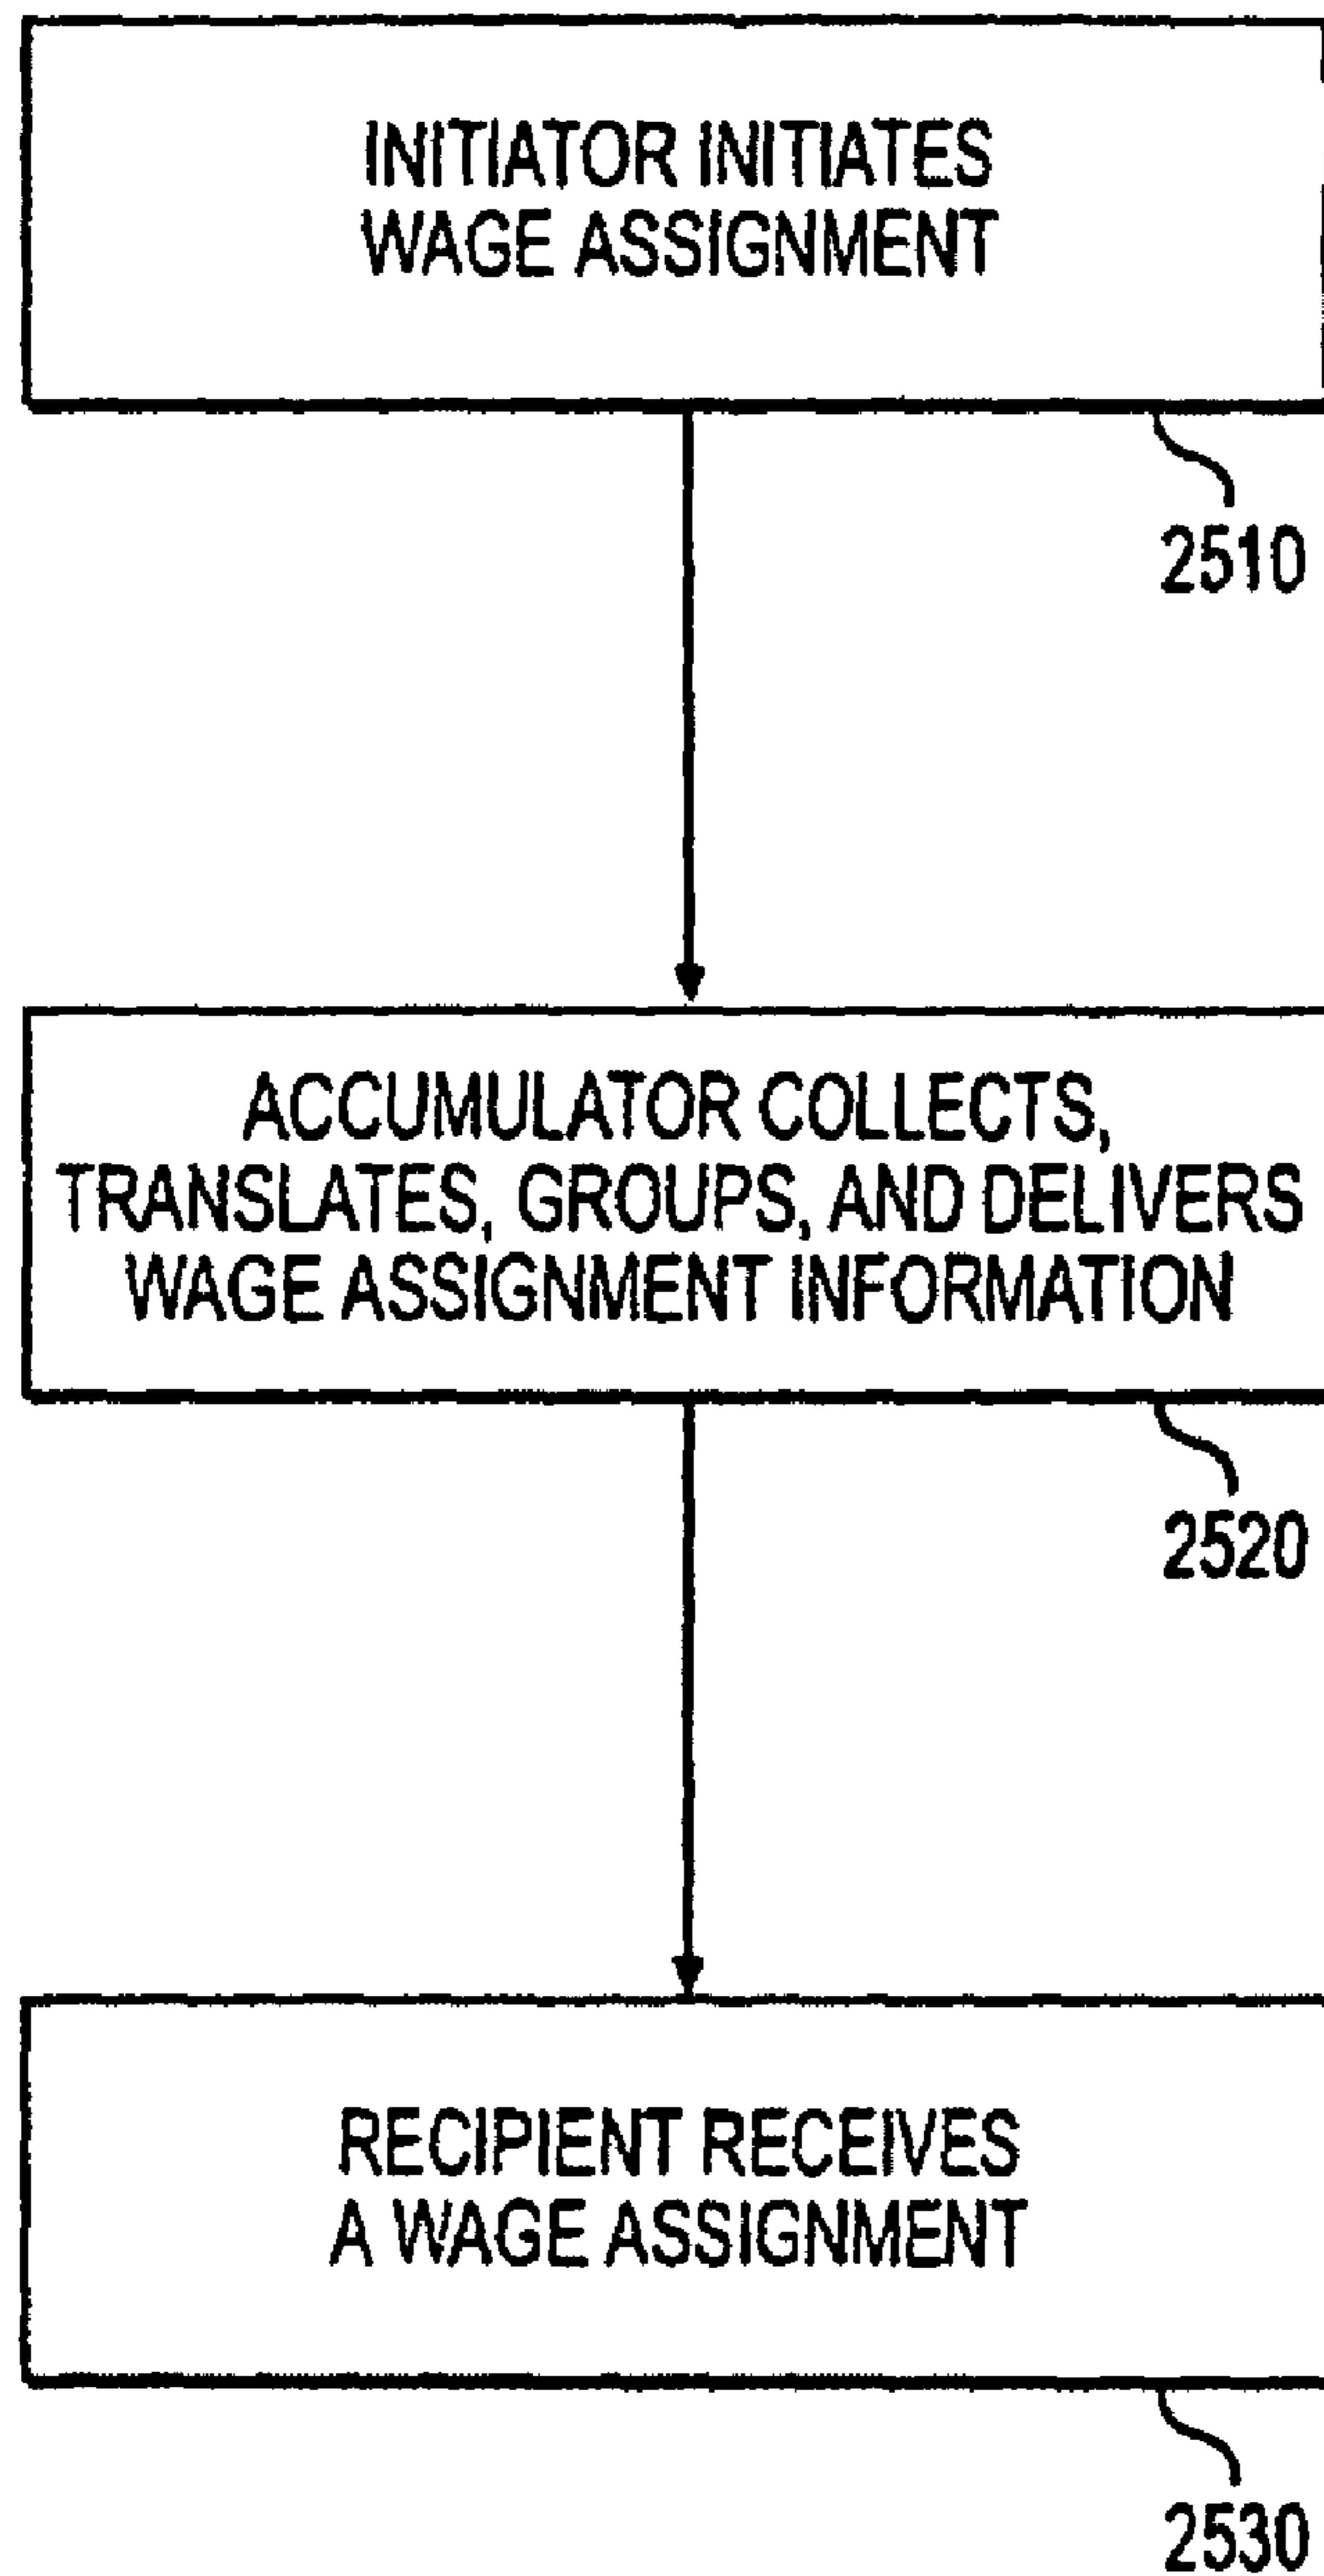 INITIATOR INITIATES
WAGE ASSIGNMENT
2510
ACCUMULATOR COLLECTS,
TRANSLATES, GROUPS, AND DELIVERS
WAGE ASSIGNMENT INFORMATION
2520
RECIPIENT RECEIVES
A WAGE ASSIGNMENT
2530